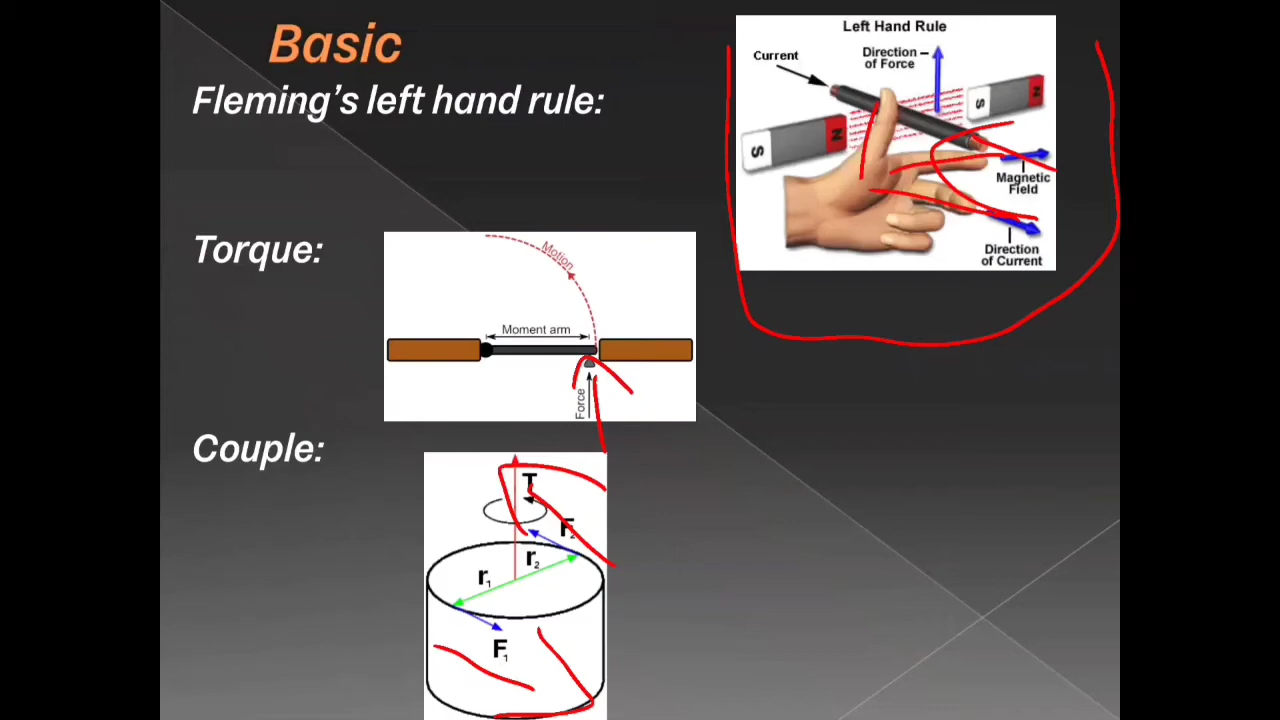 Basic
Fleming's left hand rule:
Left Hand Rule
Current
Direction
of Force
S
N
S
N
Magnetic
Field
Direction
of Current
Torque:
Motion
Moment arm
Force
Couple:
T
F₂
r₂
r₁
F₁